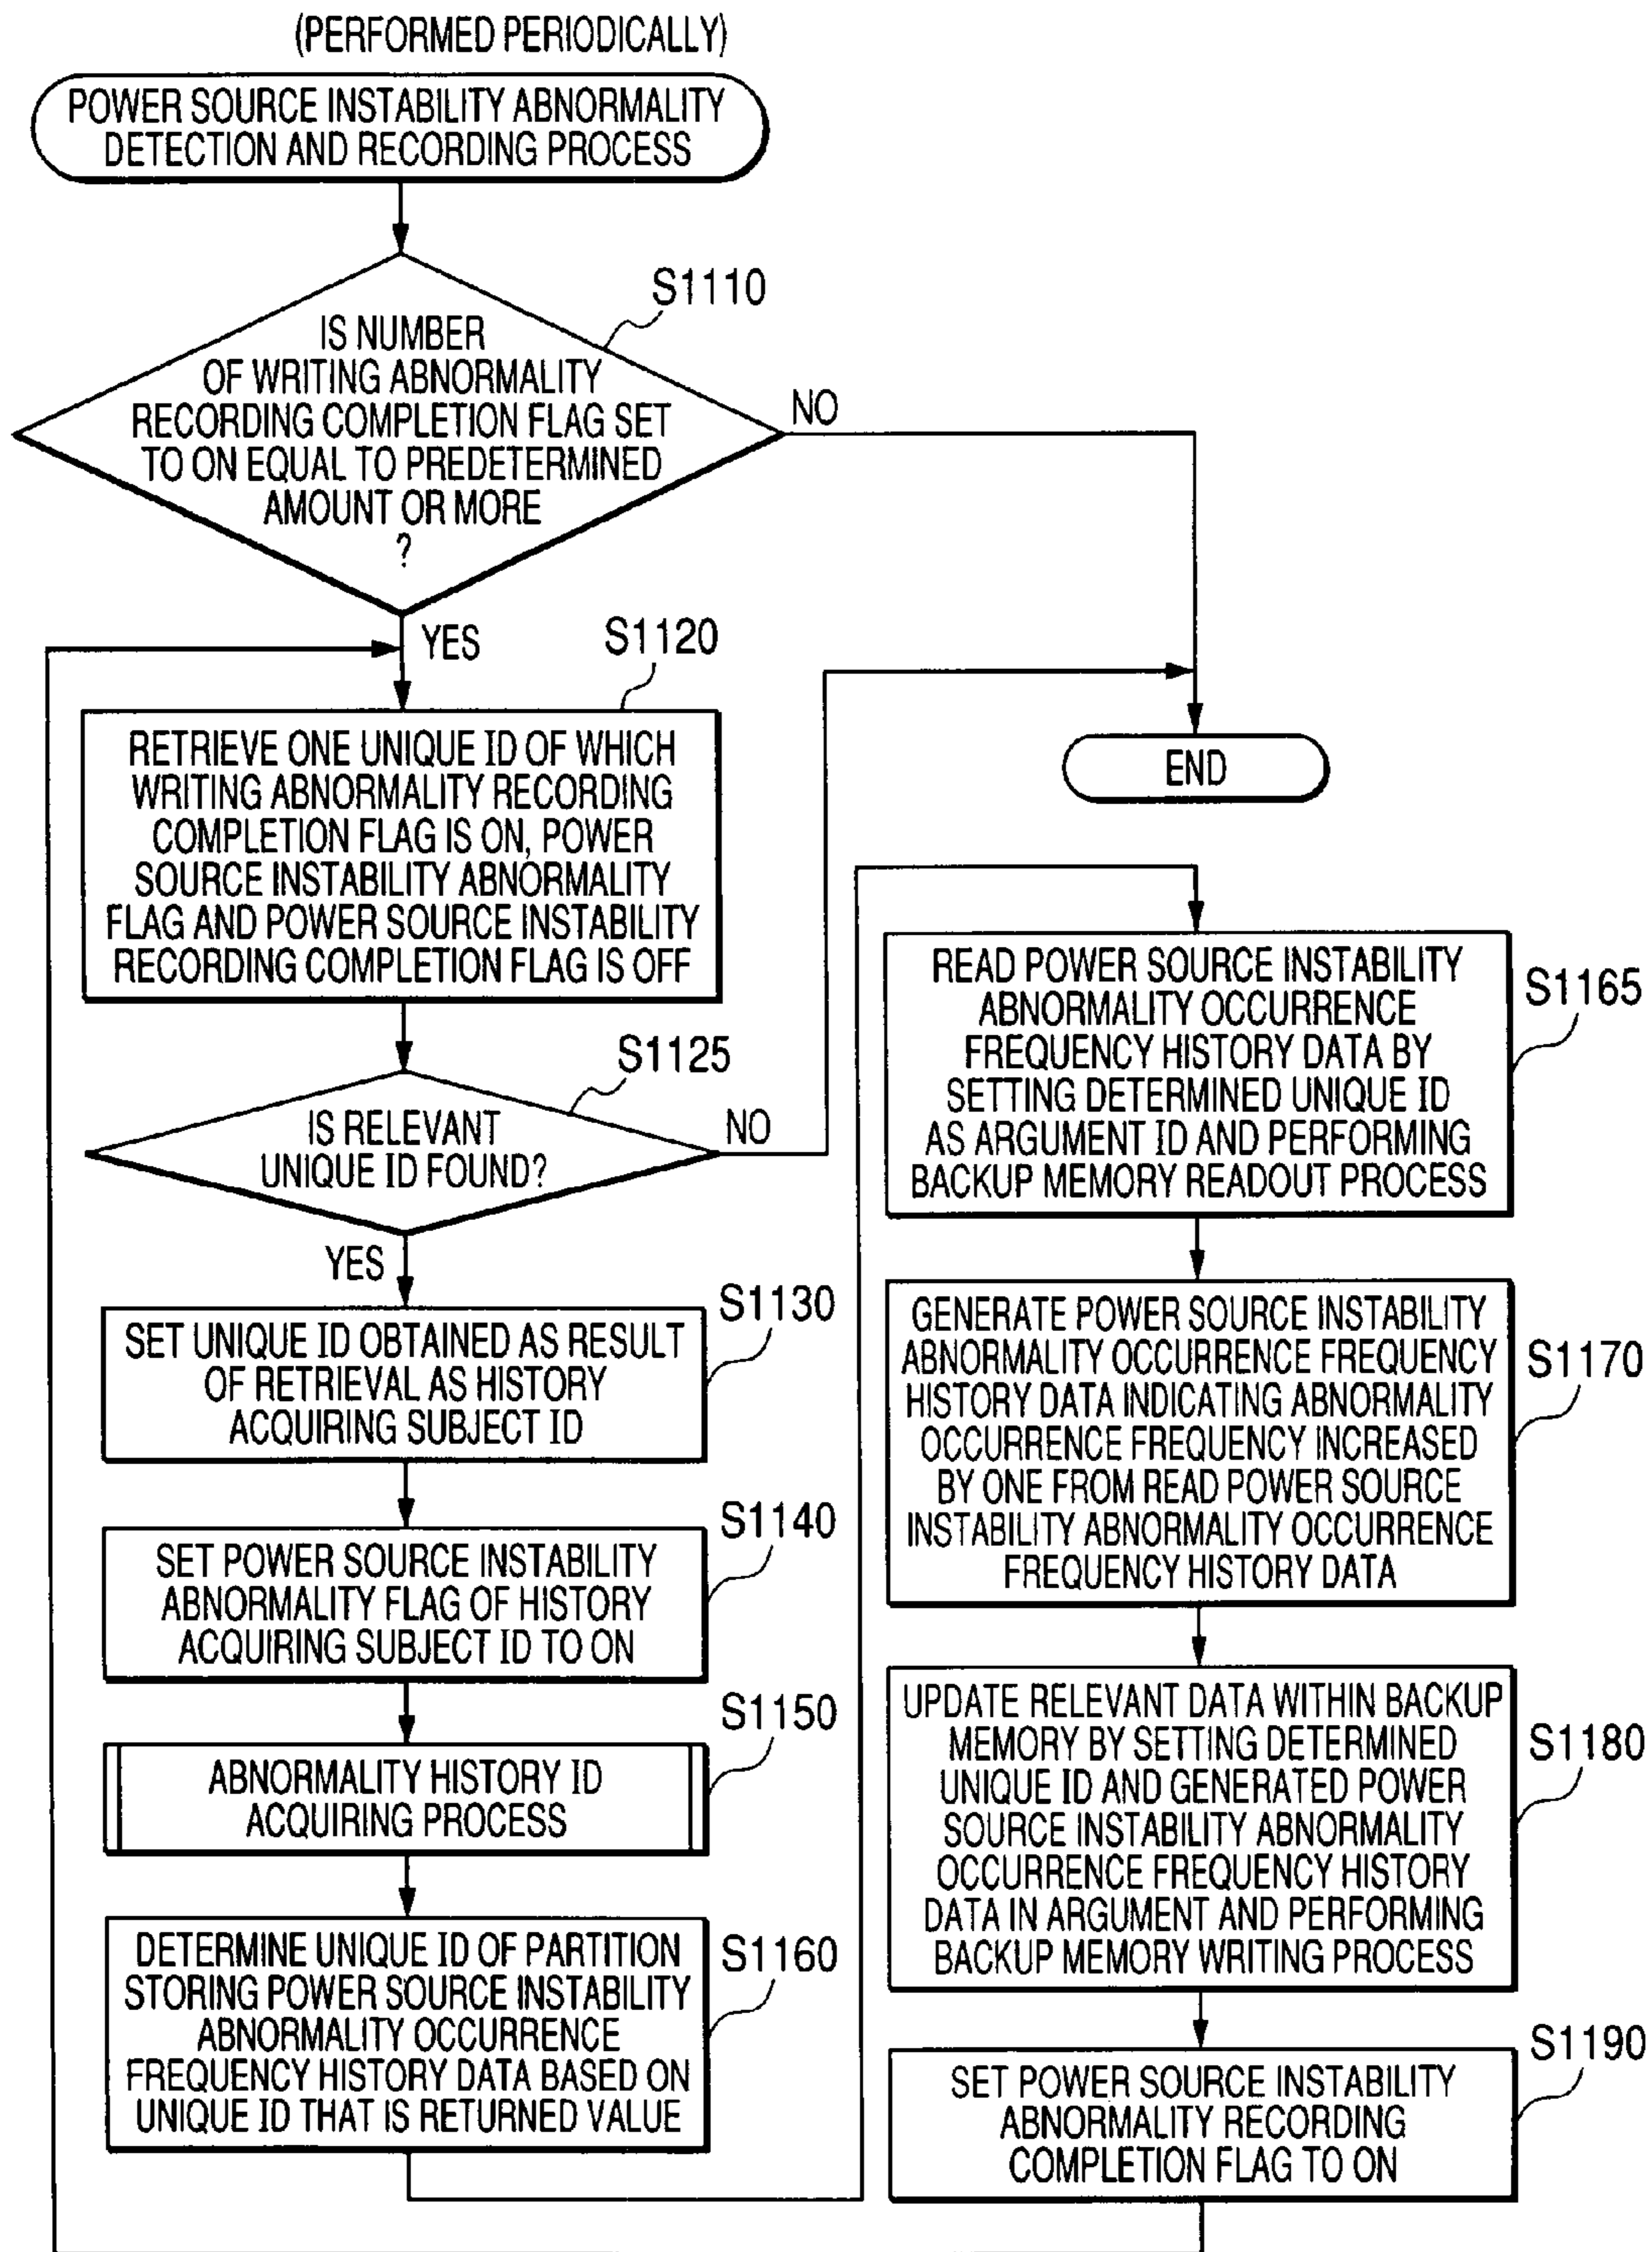 (PERFORMED PERIODICALLY)
POWER SOURCE INSTABILITY ABNORMALITY
DETECTION AND RECORDING PROCESS
S1110
IS NUMBER
OF WRITING ABNORMALITY
RECORDING COMPLETION FLAG SET
TO ON EQUAL TO PREDETERMINED
AMOUNT OR MORE
?
NO
YES
S1120
RETRIEVE ONE UNIQUE ID OF WHICH
WRITING ABNORMALITY RECORDING
COMPLETION FLAG IS ON, POWER
SOURCE INSTABILITY ABNORMALITY
FLAG AND POWER SOURCE INSTABILITY
RECORDING COMPLETION FLAG IS OFF
S1125
IS RELEVANT
UNIQUE ID FOUND?
NO
YES
S1130
SET UNIQUE ID OBTAINED AS RESULT
OF RETRIEVAL AS HISTORY
ACQUIRING SUBJECT ID
S1140
SET POWER SOURCE INSTABILITY
ABNORMALITY FLAG OF HISTORY
ACQUIRING SUBJECT ID TO ON
S1150
ABNORMALITY HISTORY ID
ACQUIRING PROCESS
S1160
DETERMINE UNIQUE ID OF PARTITION
STORING POWER SOURCE INSTABILITY
ABNORMALITY OCCURRENCE
FREQUENCY HISTORY DATA BASED ON
UNIQUE ID THAT IS RETURNED VALUE
END
READ POWER SOURCE INSTABILITY
ABNORMALITY OCCURRENCE
FREQUENCY HISTORY DATA BY
SETTING DETERMINED UNIQUE ID
AS ARGUMENT ID AND PERFORMING
BACKUP MEMORY READOUT PROCESS
S1165
GENERATE POWER SOURCE INSTABILITY
ABNORMALITY OCCURRENCE FREQUENCY
HISTORY DATA INDICATING ABNORMALITY
OCCURRENCE FREQUENCY INCREASED
BY ONE FROM READ POWER SOURCE
INSTABILITY ABNORMALITY OCCURRENCE
FREQUENCY HISTORY DATA
S1170
UPDATE RELEVANT DATA WITHIN BACKUP
MEMORY BY SETTING DETERMINED
UNIQUE ID AND GENERATED POWER
SOURCE INSTABILITY ABNORMALITY
OCCURRENCE FREQUENCY HISTORY
DATA IN ARGUMENT AND PERFORMING
BACKUP MEMORY WRITING PROCESS
S1180
SET POWER SOURCE INSTABILITY
ABNORMALITY RECORDING
COMPLETION FLAG TO ON
S1190